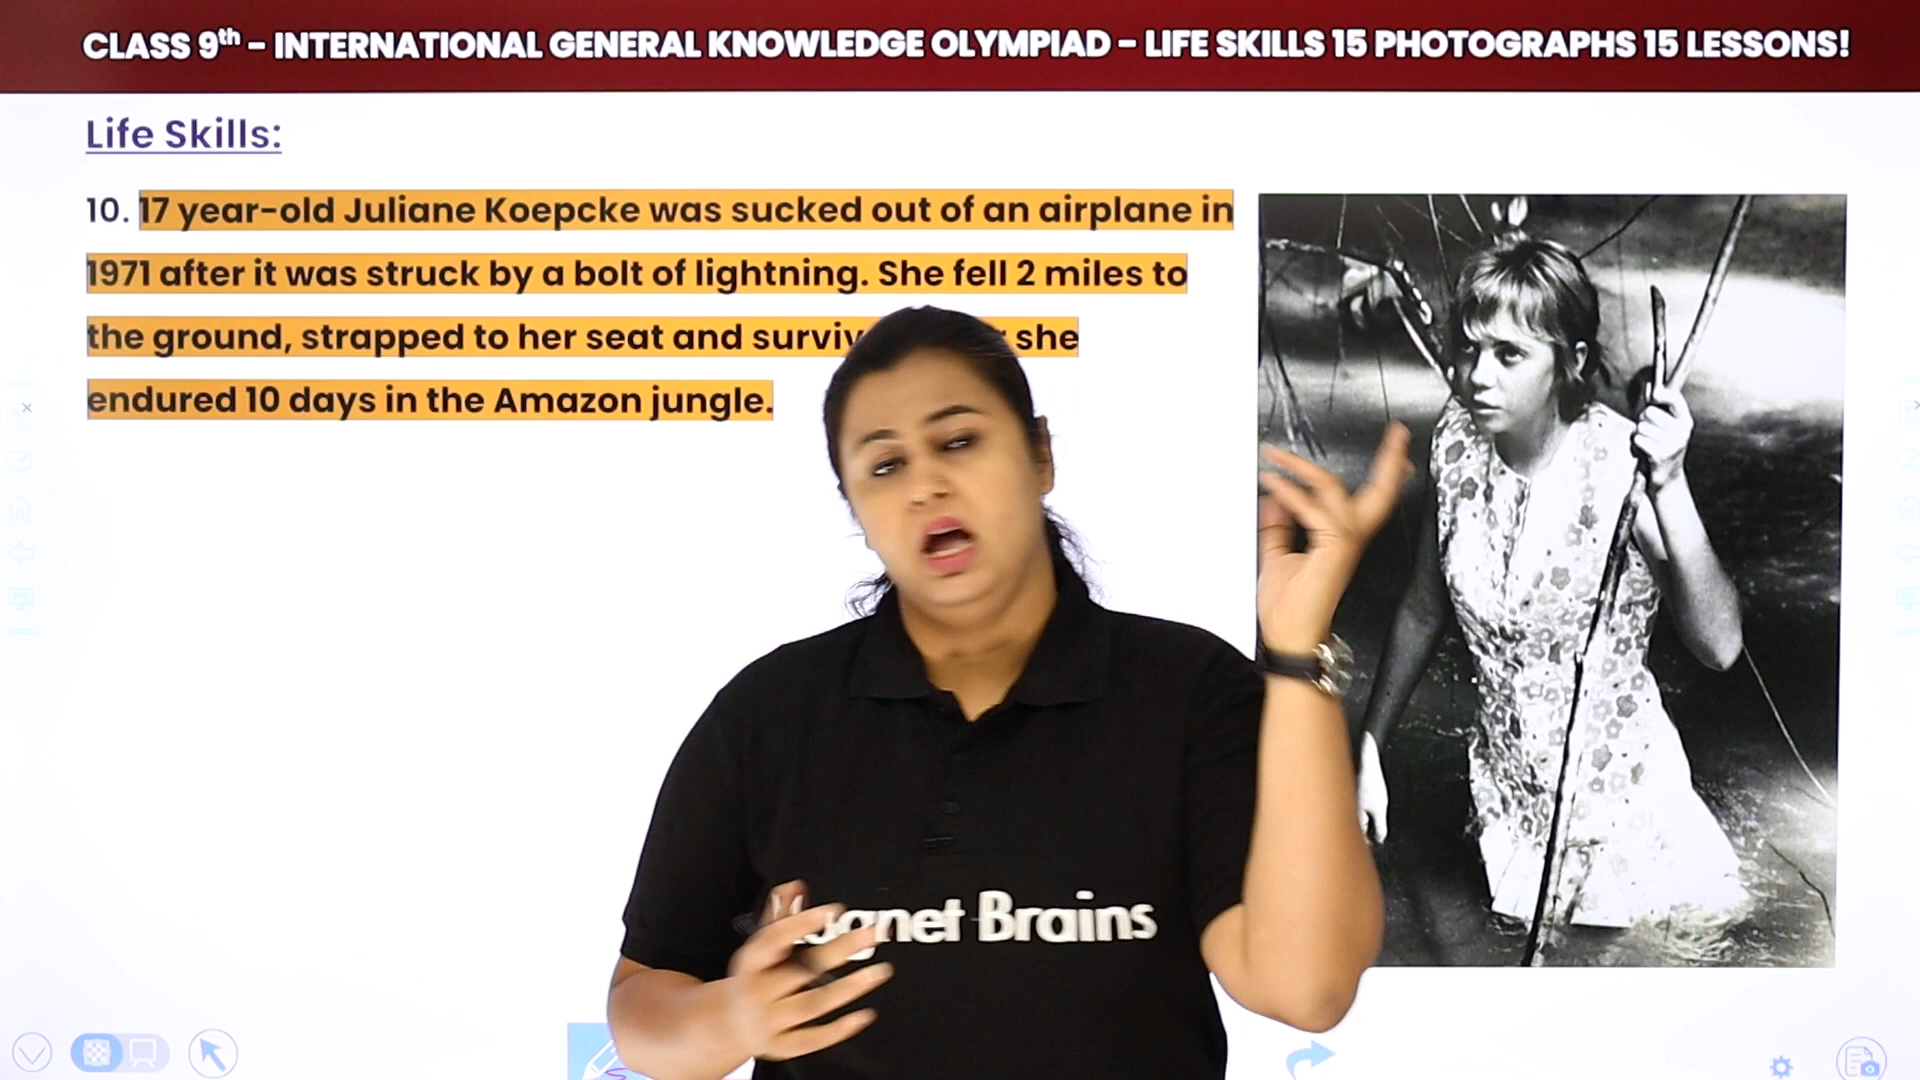 CLASS 9th – INTERNATIONAL GENERAL KNOWLEDGE OLYMPIAD – LIFE SKILLS 15 PHOTOGRAPHS 15 LESSONS!
Life Skills:
10. 17 year-old Juliane Koepcke was sucked out of an airplane in
1971 after it was struck by a bolt of lightning. She fell 2 miles to
the ground, strapped to her seat and she
endured 10 days in the Amazon jungle.
Brains